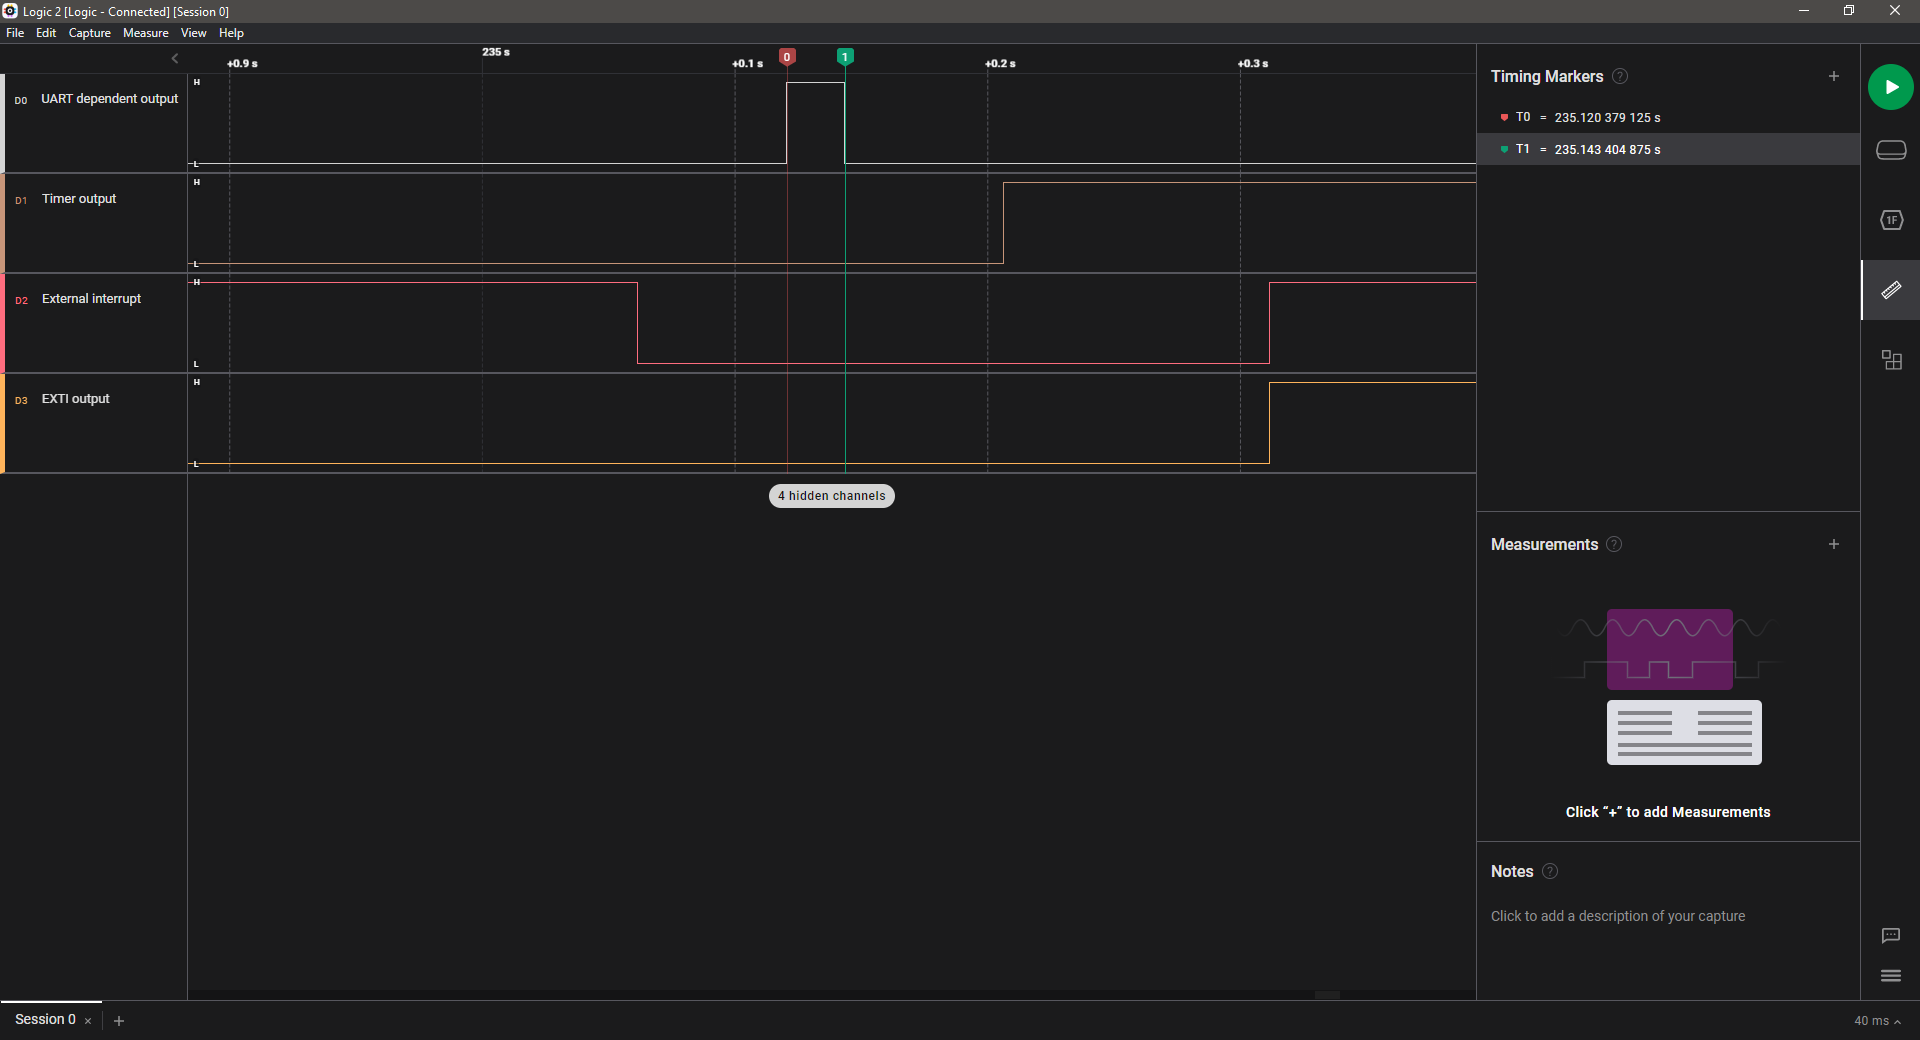 Logic 2 [Logic - Connected] [Session 0]
File Edit Capture Measure View Help
235 s
+0.9 s +0.1 s +0.2 s +0.3 s
0 1
D0 UART dependent output
H
L
D1 Timer output
H
L
D2 External interrupt
H
L
D3 EXTI output
H
L
4 hidden channels
Timing Markers ?
+
T0 = 235.120 379 125 s
T1 = 235.143 404 875 s
1F
Measurements ?
+
Click “+” to add Measurements
Notes ?
Click to add a description of your capture
Session 0 × +
40 ms